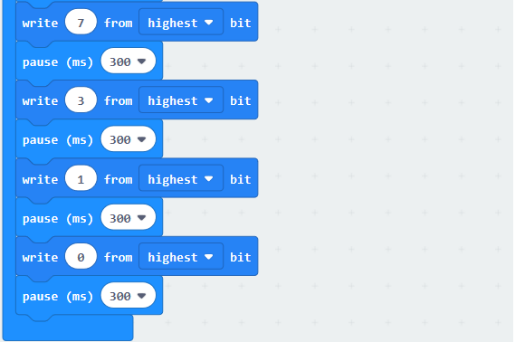 write 7 from highest bit
pause (ms) 300
write 3 from highest bit
pause (ms) 300
write 1 from highest bit
pause (ms) 300
write 0 from highest bit
pause (ms) 300